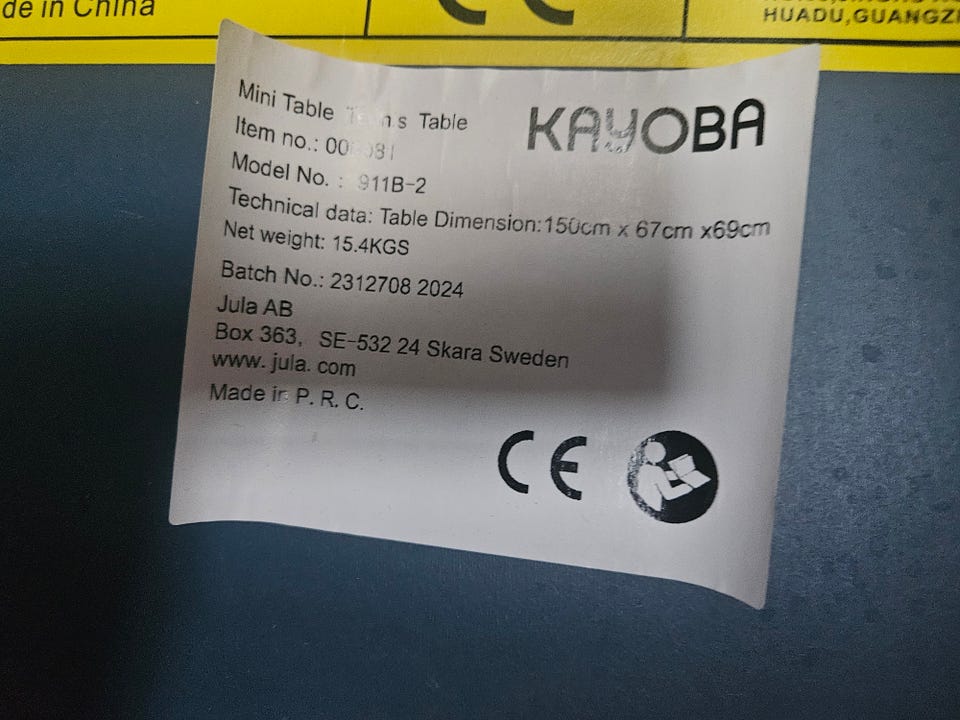 de in China
CE
HUADU,GUANGZ
KAYOBA
Mini Table Tennis Table
Item no.:
Model No. : 911B-2
Technical data: Table Dimension:150cm x 67cm x69cm
Net weight: 15.4KGS
Batch No.: 2312708 2024
Jula AB
Box 363, SE-532 24 Skara Sweden
www. jula. com
Made in P. R. C.
CE